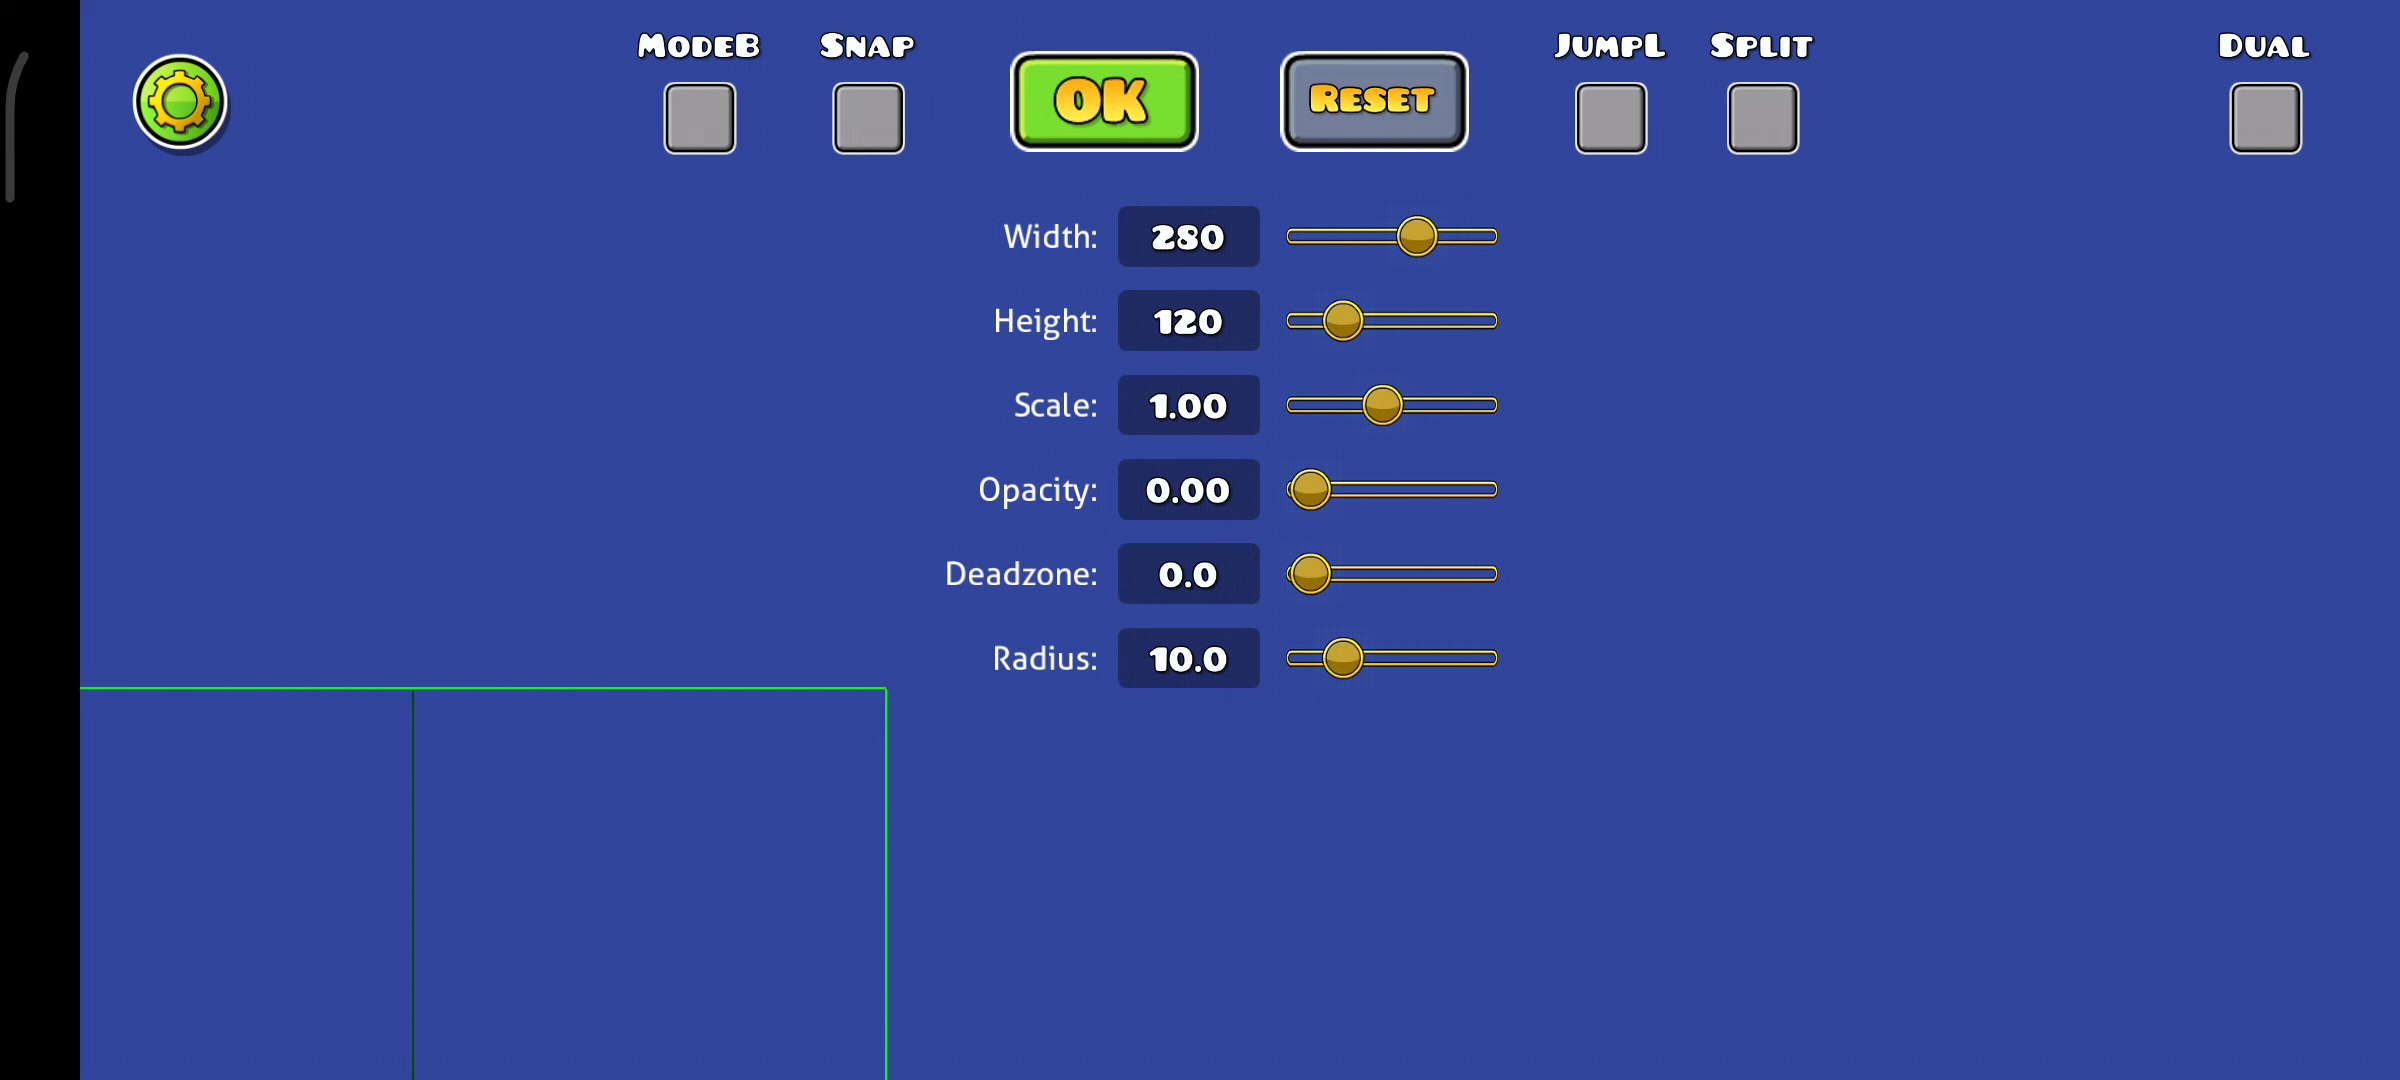 ModeB Snap OK Reset JumpL Split Dual
Width: 280
Height: 120
Scale: 1.00
Opacity: 0.00
Deadzone: 0.0
Radius: 10.0